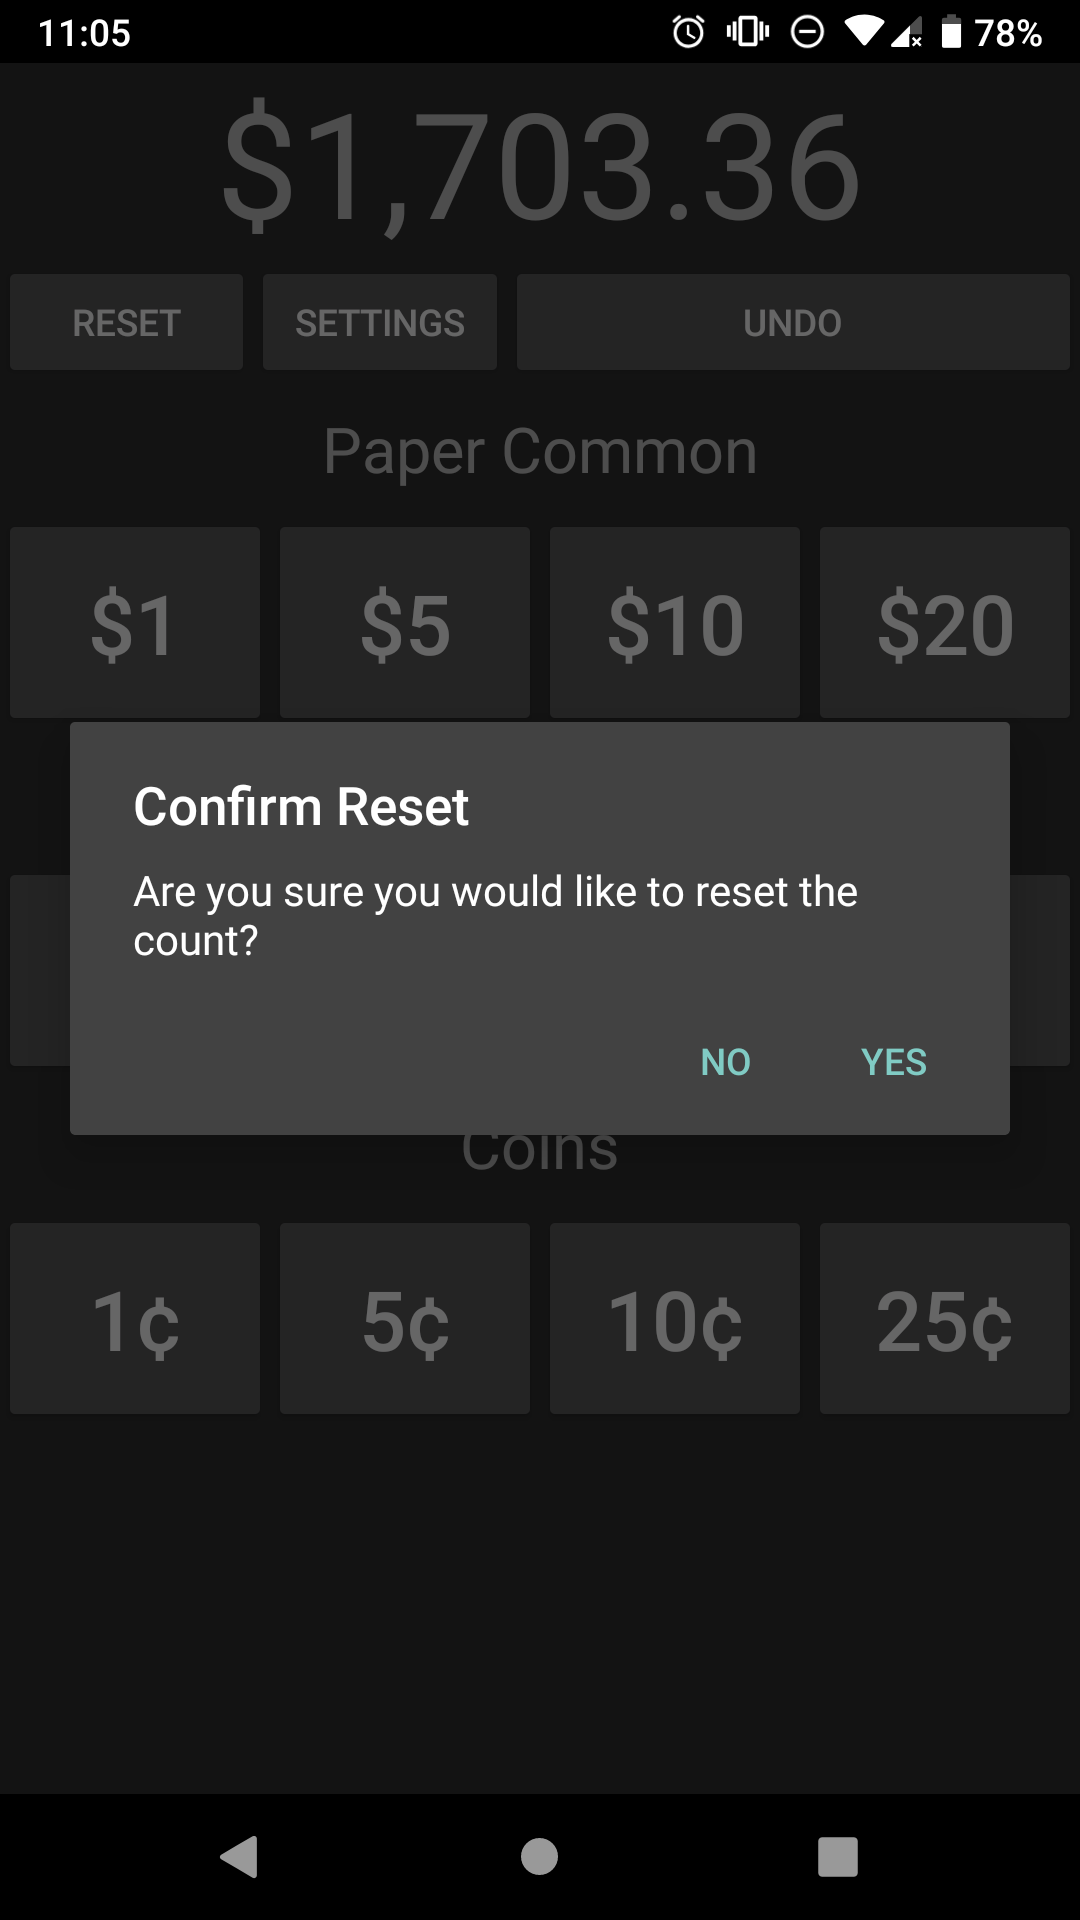 11:05 78%
$1,703.36
RESET SETTINGS UNDO
Paper Common
$1 $5 $10 $20
Confirm Reset
Are you sure you would like to reset the
count?
NO YES
Coins
1¢ 5¢ 10¢ 25¢